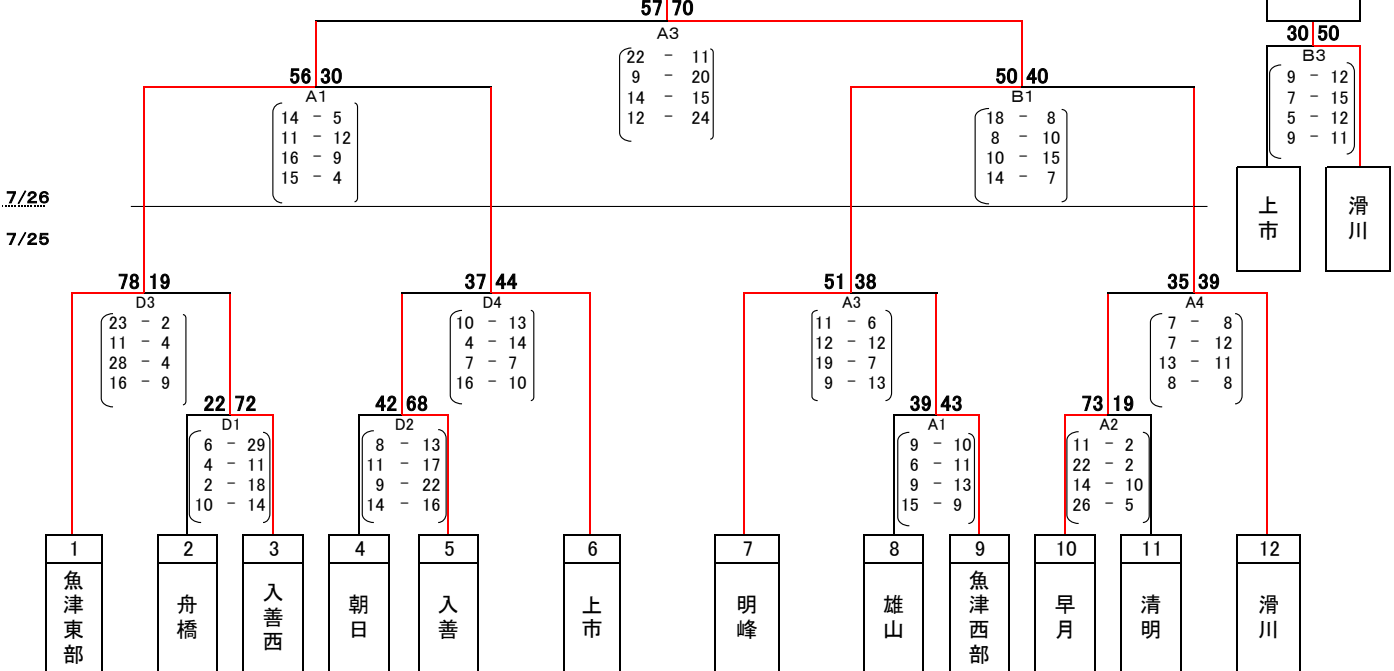 57 70
A3
22 - 11
9 - 20
14 - 15
12 - 24
30 50
B3
9 - 12
7 - 15
5 - 12
9 - 11
上市
滑川
56 30
A1
14 - 5
11 - 12
16 - 9
15 - 4
50 40
B1
18 - 8
8 - 10
10 - 15
14 - 7
7/26
7/25
78 19
D3
23 - 2
11 - 4
28 - 4
16 - 9
37 44
D4
10 - 13
4 - 14
7 - 7
16 - 10
51 38
A3
11 - 6
12 - 12
19 - 7
9 - 13
35 39
A4
7 - 8
7 - 12
13 - 11
8 - 8
22 72
D1
6 - 29
4 - 11
2 - 18
10 - 14
42 68
D2
8 - 13
11 - 17
9 - 22
14 - 16
39 43
A1
9 - 10
6 - 11
9 - 13
15 - 9
73 19
A2
11 - 2
22 - 2
14 - 10
26 - 5
1
魚津東部
2
舟橋
3
入善西
4
朝日
5
入善
6
上市
7
明峰
8
雄山
9
魚津西部
10
早月
11
清明
12
滑川